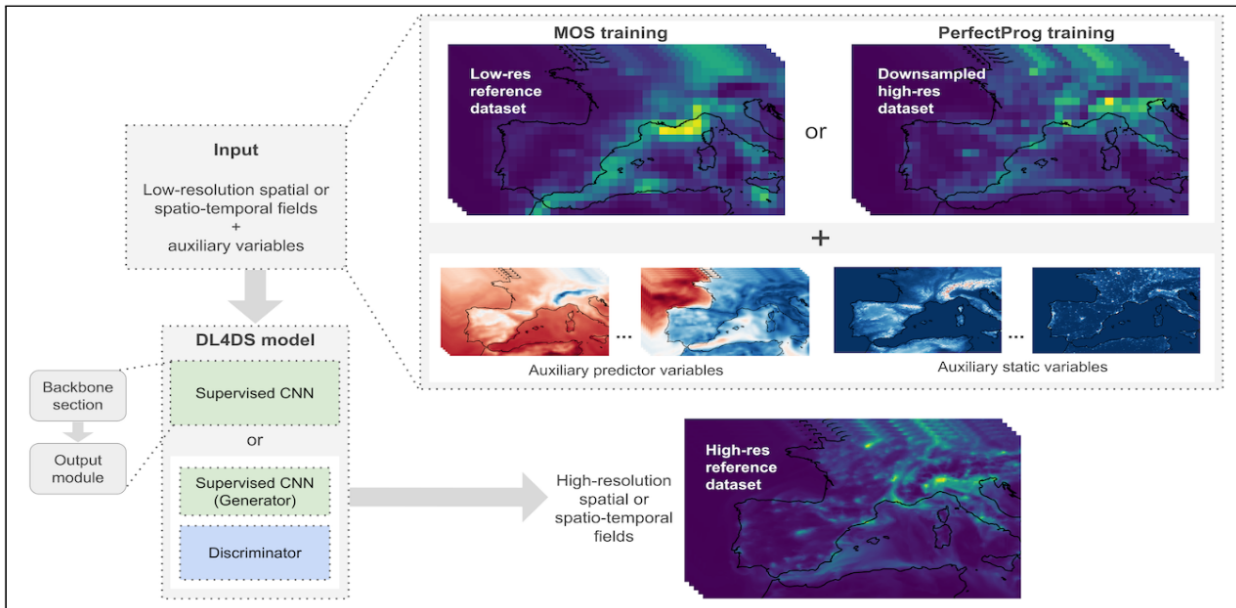 MOS training
PerfectProg training
Low-res
reference
dataset
or
Downsampled
high-res
dataset
Input
Low-resolution spatial or
spatio-temporal fields
+
auxiliary variables
+
...
...
Auxiliary predictor variables
Auxiliary static variables
DL4DS model
Backbone
section
Output
module
Supervised CNN
or
Supervised CNN
(Generator)
Discriminator
High-resolution
spatial or
spatio-temporal
fields
High-res
reference
dataset